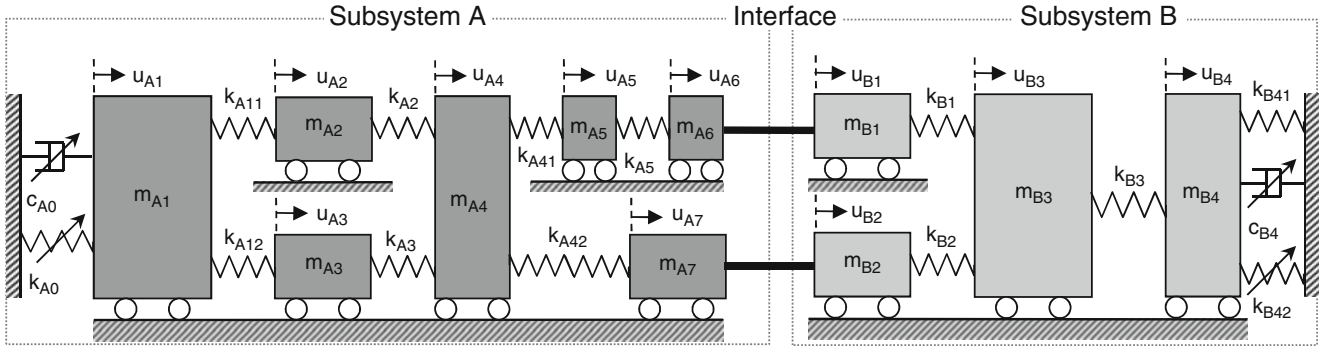 Subsystem A Interface Subsystem B
u_A1 u_A2 u_A4 u_A5 u_A6 u_B1 u_B3 u_B4
k_A11 k_A2 k_B1 k_B41
m_A2 m_A5 m_A6 m_B1
c_A0 m_A1 m_A4 k_A41 k_A5 m_B3 k_B3 m_B4
u_A3 u_A7 u_B2 c_B4
k_A12 k_A3 k_A42 k_B2
k_A0 m_A3 m_A7 m_B2 k_B42